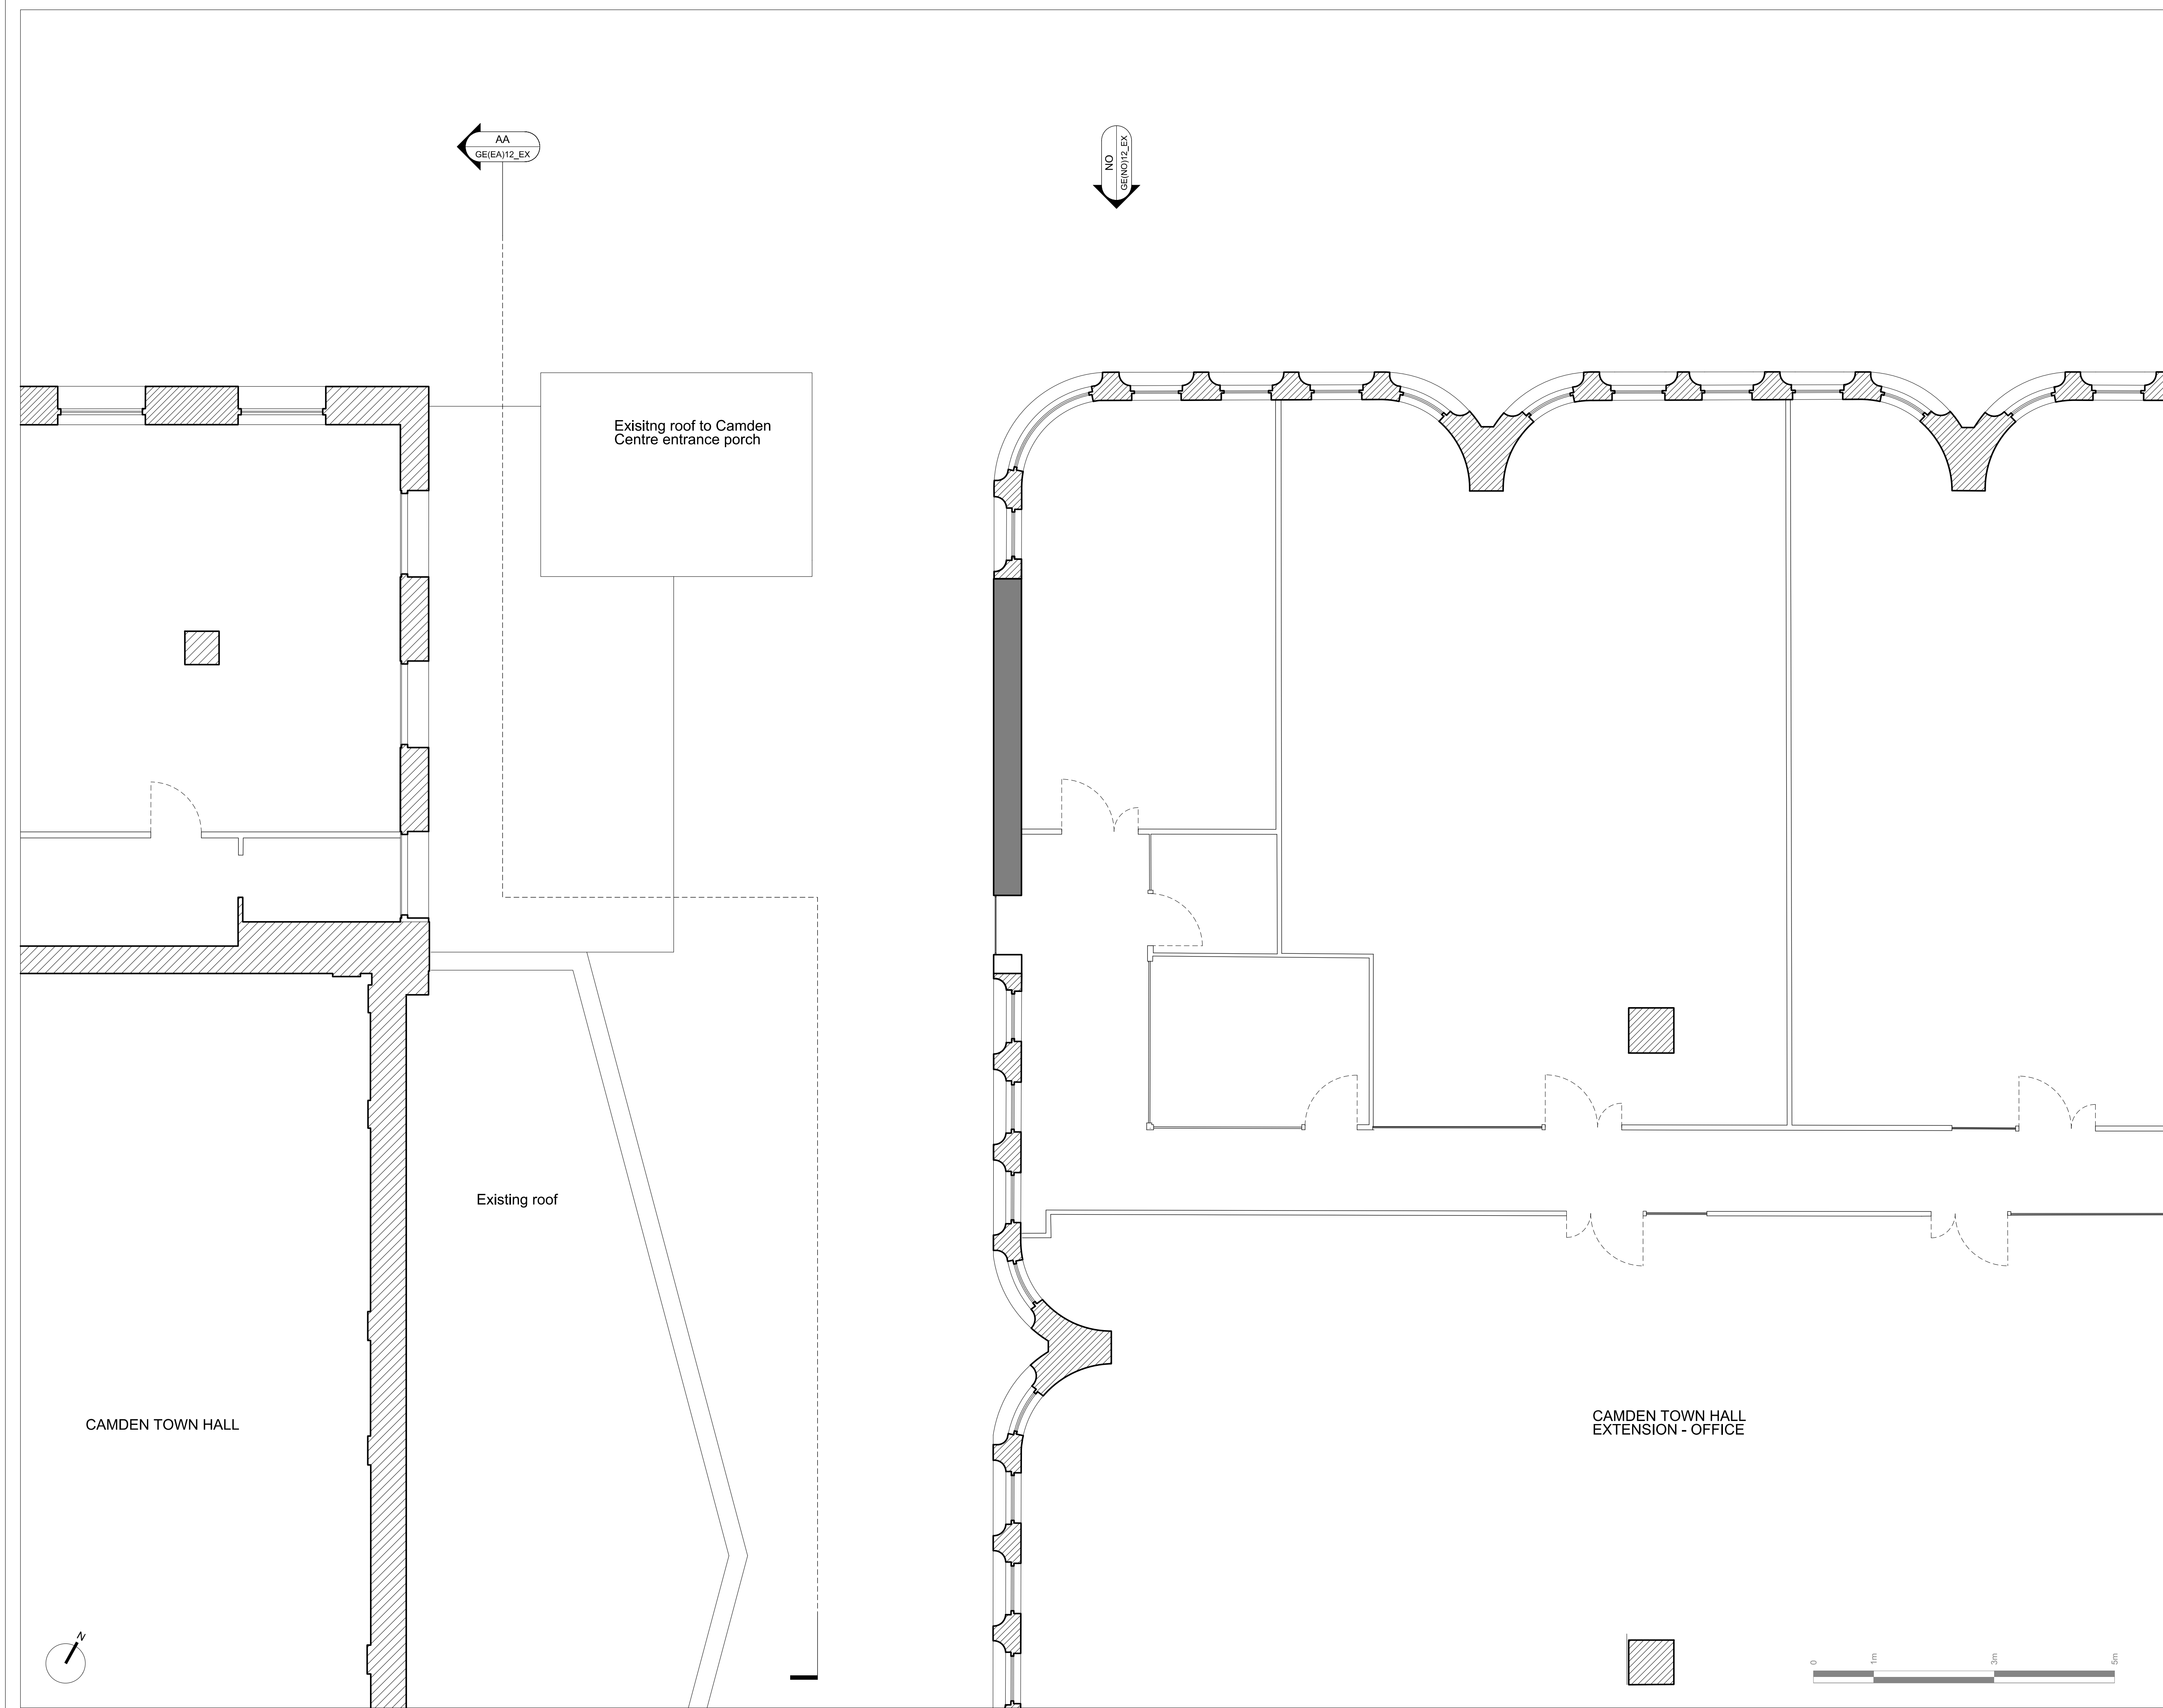 AA
GE(EA)12_EX
NO
GE(NO)12_EX
Exisitng roof to Camden
Centre entrance porch
Existing roof
CAMDEN TOWN HALL
CAMDEN TOWN HALL
EXTENSION - OFFICE
N
0
1m
3m
5m